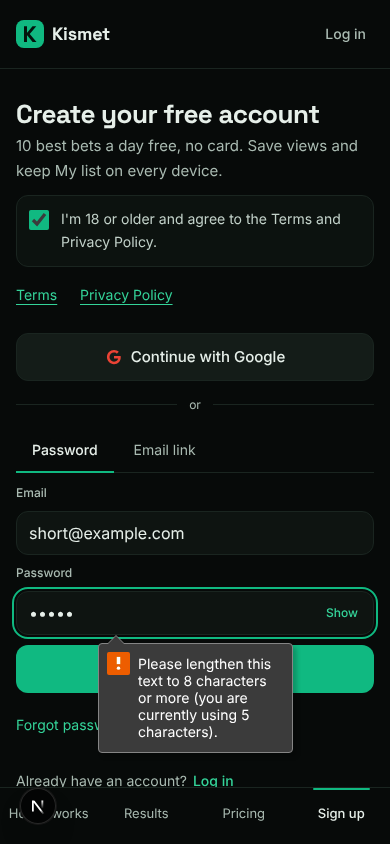 Kismet
Log in
Create your free account
10 best bets a day free, no card. Save views and
keep My list on every device.
I'm 18 or older and agree to the Terms and
Privacy Policy.
Terms Privacy Policy
Continue with Google
or
Password Email link
Email
short@example.com
Password
Show
Please lengthen this
text to 8 characters
or more (you are
currently using 5
characters).
Forgot
Already have an account? Log in
Results Pricing Sign up